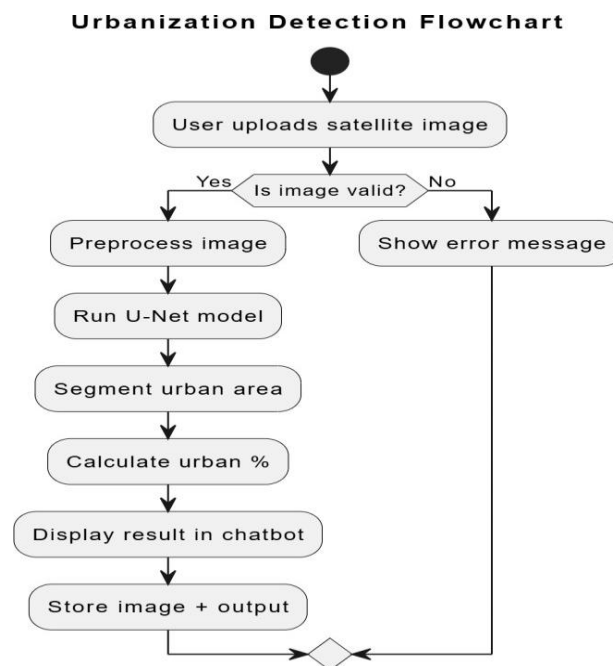 Urbanization Detection Flowchart
User uploads satellite image
Yes
Is image valid?
No
Preprocess image
Show error message
Run U-Net model
Segment urban area
Calculate urban %
Display result in chatbot
Store image + output